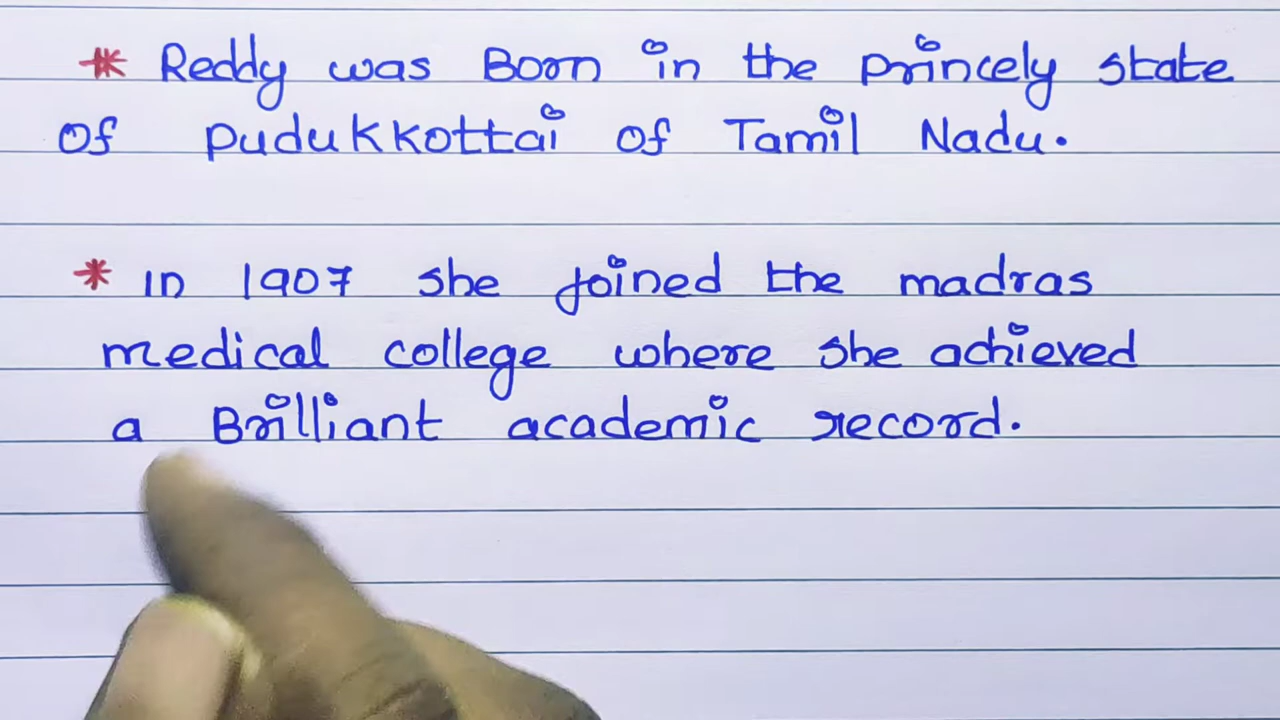 * Reddy was Born in the princely state
of pudukkottai of Tamil Nadu.
* In 1907 she joined the madras
medical college where she achieved
a Brilliant academic record.